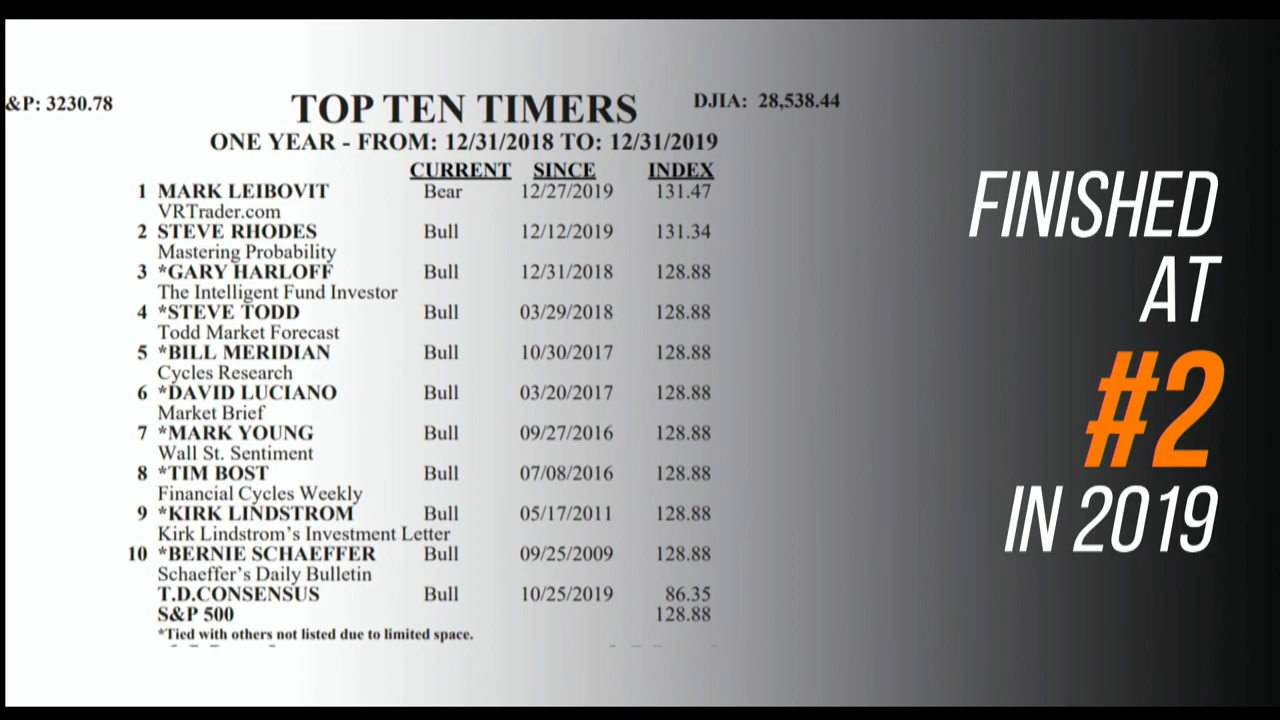 &P: 3230.78 TOP TEN TIMERS DJIA: 28,538.44
ONE YEAR - FROM: 12/31/2018 TO: 12/31/2019
CURRENT SINCE INDEX
1 MARK LEIBOVIT Bear 12/27/2019 131.47
VRTrader.com
2 STEVE RHODES Bull 12/12/2019 131.34
Mastering Probability
3 *GARY HARLOFF Bull 12/31/2018 128.88
The Intelligent Fund Investor
4 *STEVE TODD Bull 03/29/2018 128.88
Todd Market Forecast
5 *BILL MERIDIAN Bull 10/30/2017 128.88
Cycles Research
6 *DAVID LUCIANO Bull 03/20/2017 128.88
Market Brief
7 *MARK YOUNG Bull 09/27/2016 128.88
Wall St. Sentiment
8 *TIM BOST Bull 07/08/2016 128.88
Financial Cycles Weekly
9 *KIRK LINDSTROM Bull 05/17/2011 128.88
Kirk Lindstrom's Investment Letter
10 *BERNIE SCHAEFFER Bull 09/25/2009 128.88
Schaeffer's Daily Bulletin
T.D.CONSENSUS Bull 10/25/2019 86.35
S&P 500 128.88
*Tied with others not listed due to limited space.
FINISHED
AT
#2
IN 2019